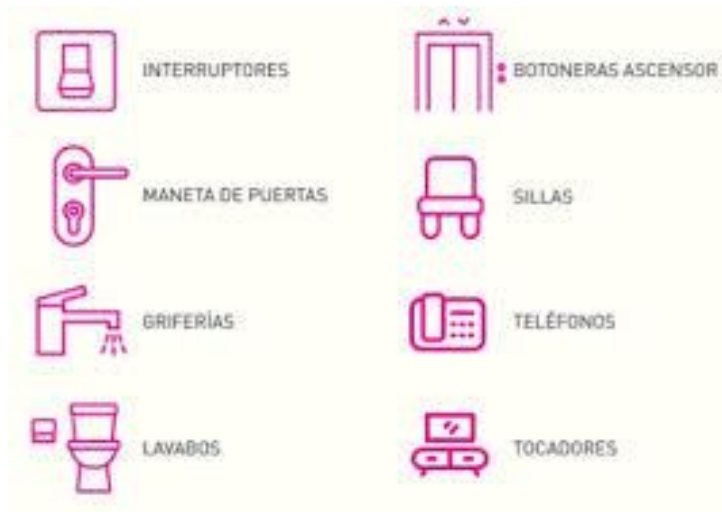 INTERRUPTORES
BOTONERAS ASCENSOR
MANETA DE PUERTAS
SILLAS
GRIFERÍAS
TELÉFONOS
LAVABOS
TOCADORES